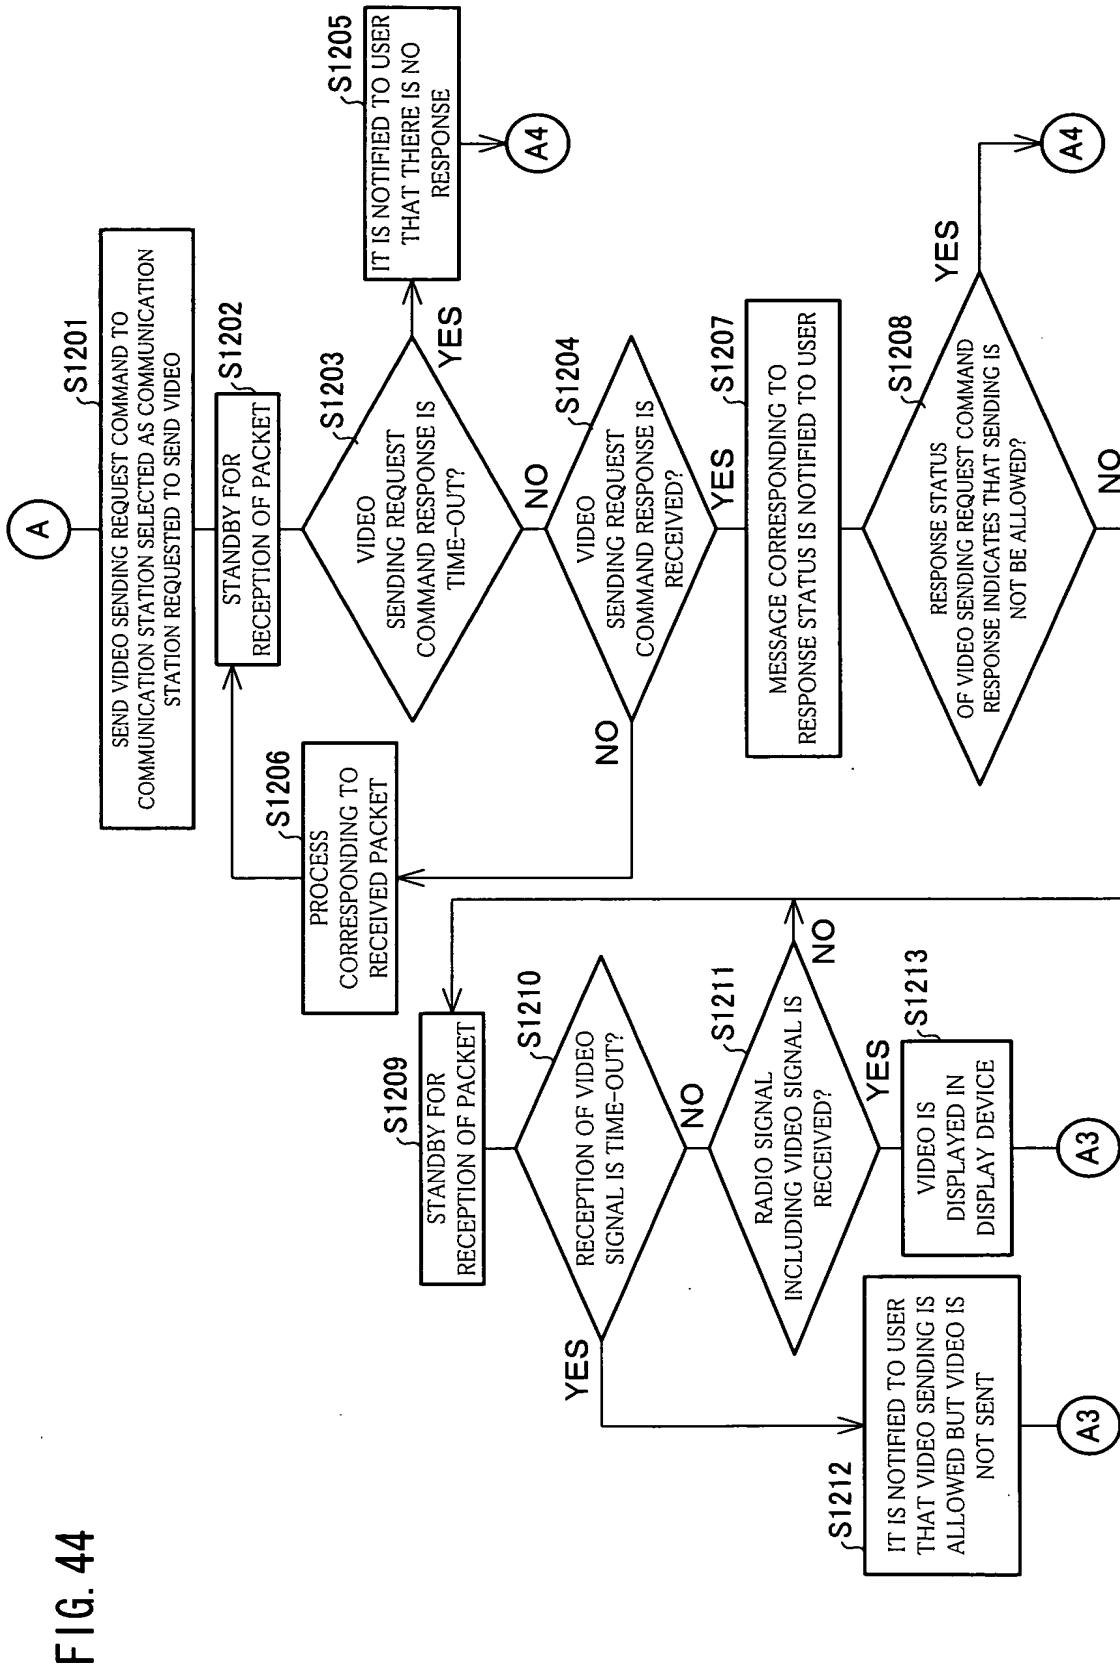 FIG. 44
A
S1201
SEND VIDEO SENDING REQUEST COMMAND TO
COMMUNICATION STATION SELECTED AS COMMUNICATION
STATION REQUESTED TO SEND VIDEO
S1202
STANDBY FOR
RECEPTION OF PACKET
S1203
VIDEO
SENDING REQUEST
COMMAND RESPONSE IS
TIME-OUT?
YES
S1205
IT IS NOTIFIED TO USER
THAT THERE IS NO
RESPONSE
A4
NO
S1204
VIDEO
SENDING REQUEST
COMMAND RESPONSE IS
RECEIVED?
NO
S1206
PROCESS
CORRESPONDING TO
RECEIVED PACKET
YES
S1207
MESSAGE CORRESPONDING TO
RESPONSE STATUS IS NOTIFIED TO USER
S1208
RESPONSE STATUS
OF VIDEO SENDING REQUEST COMMAND
RESPONSE INDICATES THAT SENDING IS
NOT BE ALLOWED?
YES
A4
NO
S1209
STANDBY FOR
RECEPTION OF PACKET
S1210
RECEPTION OF VIDEO
SIGNAL IS TIME-OUT?
YES
NO
S1211
RADIO SIGNAL
INCLUDING VIDEO SIGNAL IS
RECEIVED?
NO
YES
S1212
IT IS NOTIFIED TO USER
THAT VIDEO SENDING IS
ALLOWED BUT VIDEO IS
NOT SENT
A3
S1213
VIDEO IS
DISPLAYED IN
DISPLAY DEVICE
A3